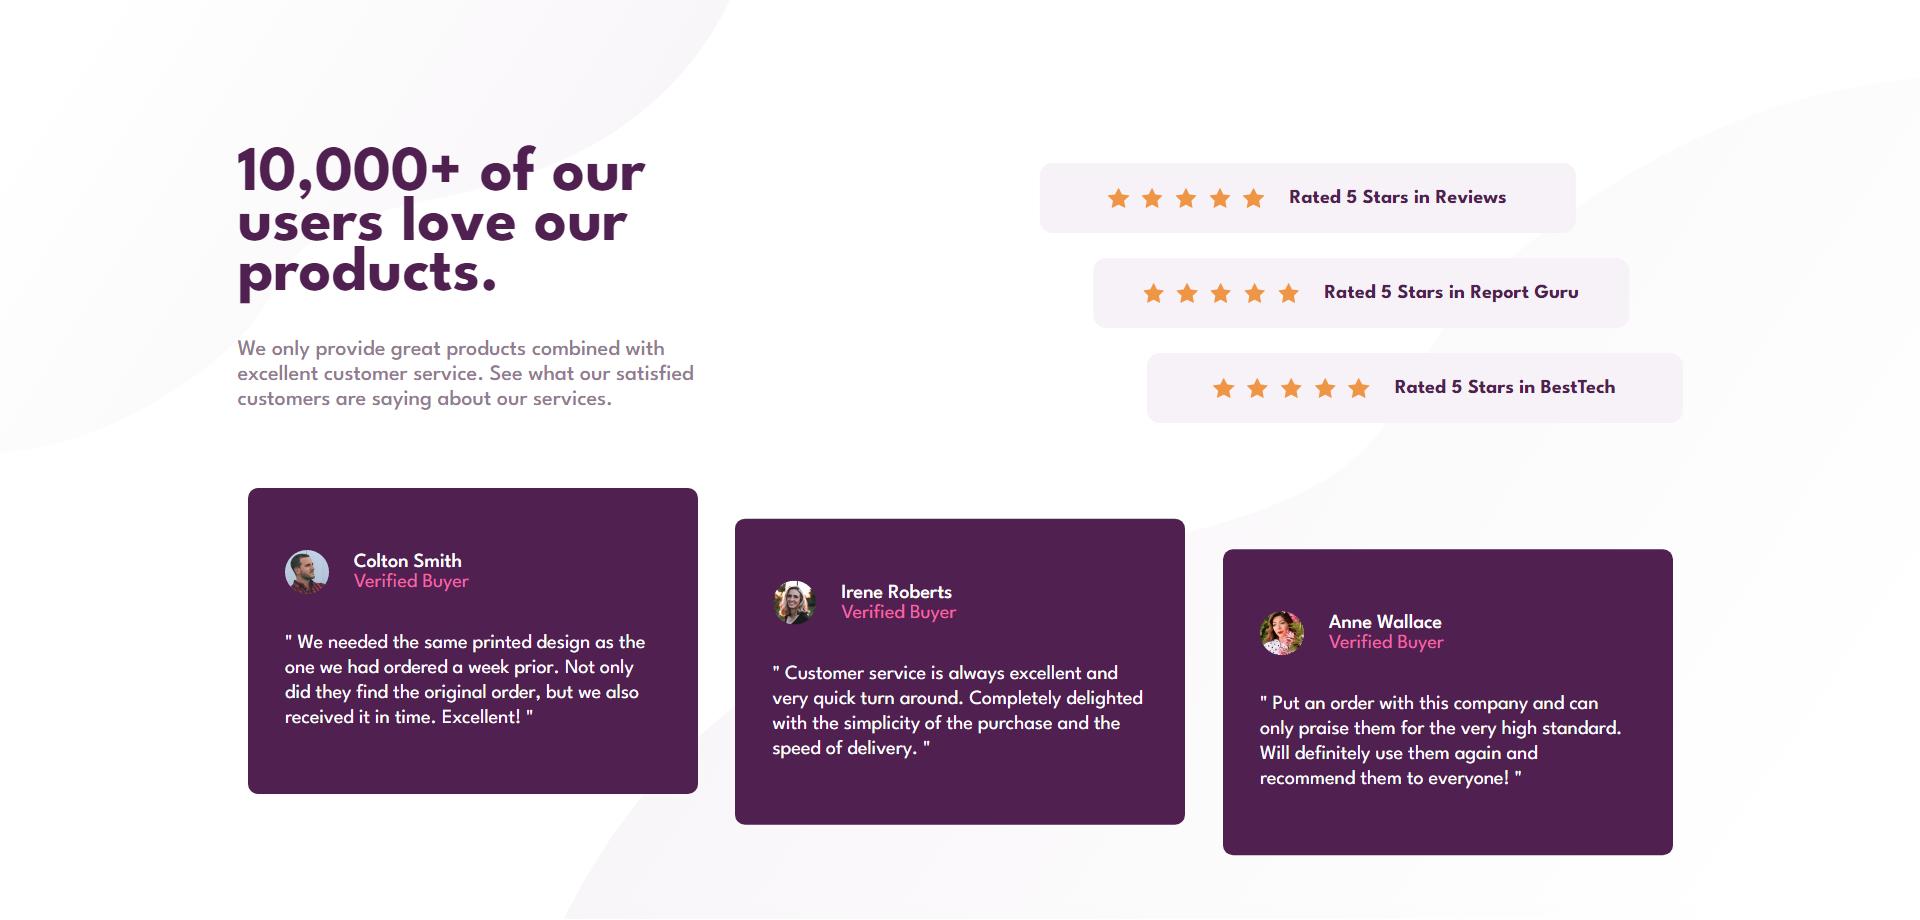 10,000+ of our
users love our
products.
We only provide great products combined with
excellent customer service. See what our satisfied
customers are saying about our services.
Rated 5 Stars in Reviews
Rated 5 Stars in Report Guru
Rated 5 Stars in BestTech
Colton Smith
Verified Buyer
" We needed the same printed design as the
one we had ordered a week prior. Not only
did they find the original order, but we also
received it in time. Excellent! "
Irene Roberts
Verified Buyer
" Customer service is always excellent and
very quick turn around. Completely delighted
with the simplicity of the purchase and the
speed of delivery. "
Anne Wallace
Verified Buyer
" Put an order with this company and can
only praise them for the very high standard.
Will definitely use them again and
recommend them to everyone! "